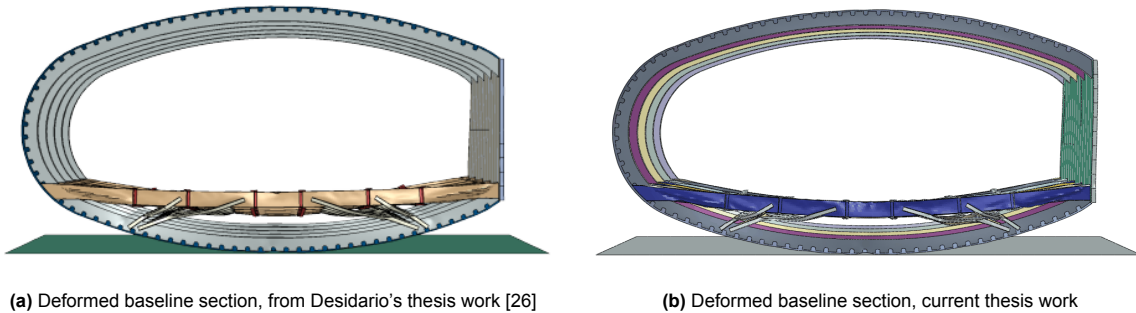 (a) Deformed baseline section, from Desidario's thesis work [26]
(b) Deformed baseline section, current thesis work